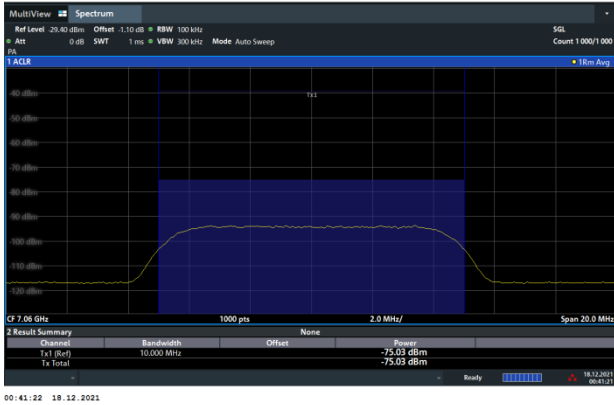 MultiView Spectrum
Ref Level -29.40 dBm Offset -1.10 dB RBW 100 kHz SGL
Att 0 dB SWT 1 ms VBW 300 kHz Mode Auto Sweep Count 1 000/1 000
PA
1 ACLR 1Rm Avg
Tx1
-40 dBm
-50 dBm
-60 dBm
-70 dBm
-80 dBm
-90 dBm
-100 dBm
-110 dBm
-120 dBm
CF 7.06 GHz 1000 pts 2.0 MHz/ Span 20.0 MHz
2 Result Summary None
Channel Bandwidth Offset Power
Tx1 (Ref) 10.000 MHz -75.03 dBm
Tx Total -75.03 dBm
Ready 18.12.2021
00:41:21
00:41:22 18.12.2021